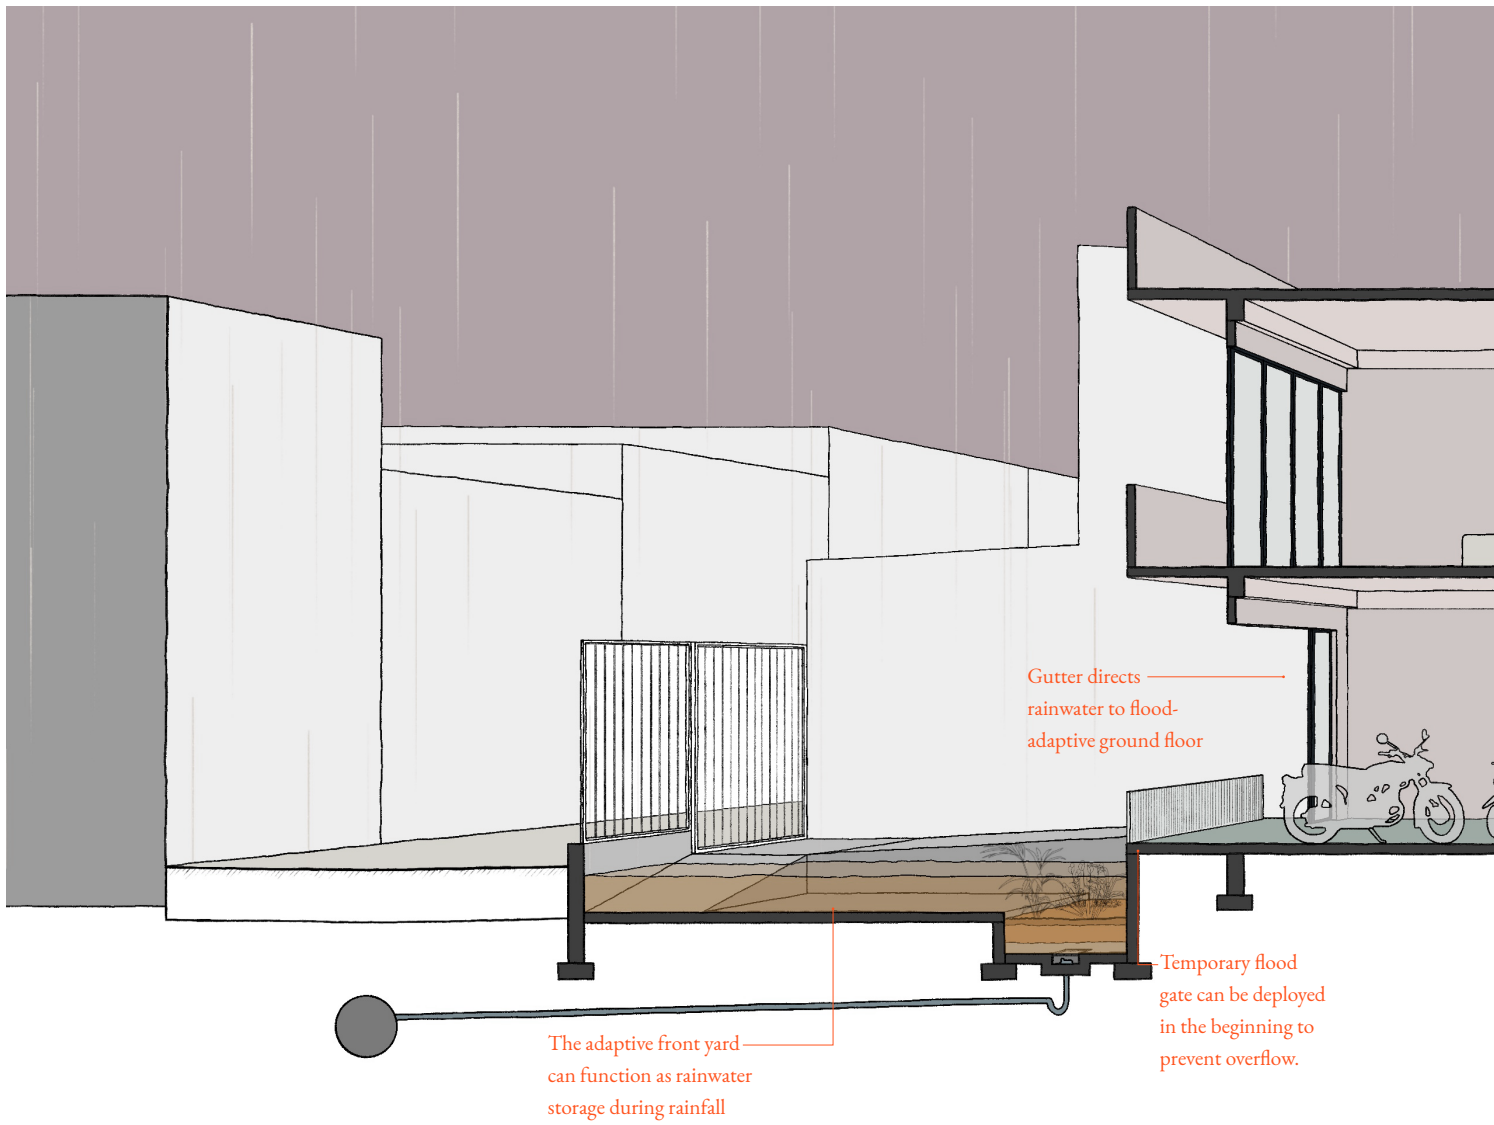 Gutter directs
rainwater to flood-
adaptive ground floor
Temporary flood
gate can be deployed
in the beginning to
prevent overflow.
The adaptive front yard
can function as rainwater
storage during rainfall